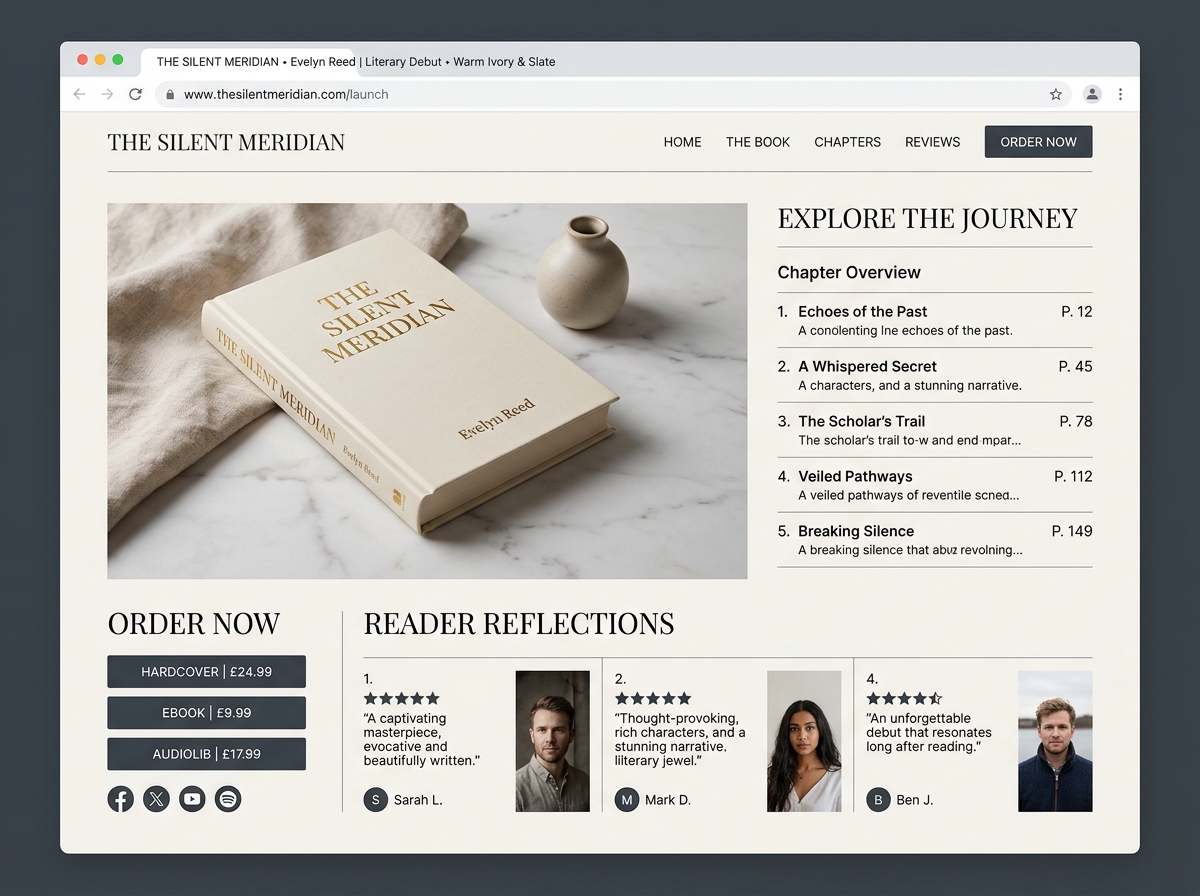 THE SILENT MERIDIAN • Evelyn Reed | Literary Debut • Warm Ivory & Slate
www.thesilentmeridian.com/launch
THE SILENT MERIDIAN
HOME
THE BOOK
CHAPTERS
REVIEWS
ORDER NOW
THE
SILENT
MERIDIAN
Evelyn Reed
THE SILENT MERIDIAN
EXPLORE THE JOURNEY
Chapter Overview
1. Echoes of the Past P. 12
A conolenting Ine echoes of the past.
2. A Whispered Secret P. 45
A characters, and a stunning narrative.
3. The Scholar's Trail P. 78
The scholar's trail to-w and end mpar...
4. Veiled Pathways P. 112
A veiled pathways of reventile scned...
5. Breaking Silence P. 149
A breaking silence that abuz revolning...
ORDER NOW
HARDCOVER | £24.99
EBOOK | £9.99
AUDIOLIB | £17.99
READER REFLECTIONS
1.
“A captivating
masterpiece,
evocative and
beautifully written.”
S Sarah L.
2.
“Thought-provoking,
rich characters, and a
stunning narrative.
liiterary jewel.”
M Mark D.
4.
“An unforgettable
debut that resonates
long after reading.”
B Ben J.